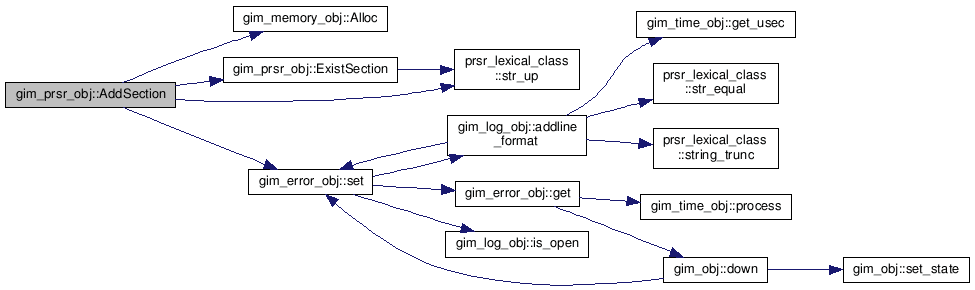 gim_prsr_obj::AddSection
gim_memory_obj::Alloc
gim_prsr_obj::ExistSection
prsr_lexical_class
::str_up
gim_error_obj::set
gim_log_obj::addline
_format
gim_error_obj::get
gim_log_obj::is_open
gim_time_obj::get_usec
prsr_lexical_class
::str_equal
prsr_lexical_class
::string_trunc
gim_time_obj::process
gim_obj::down
gim_obj::set_state